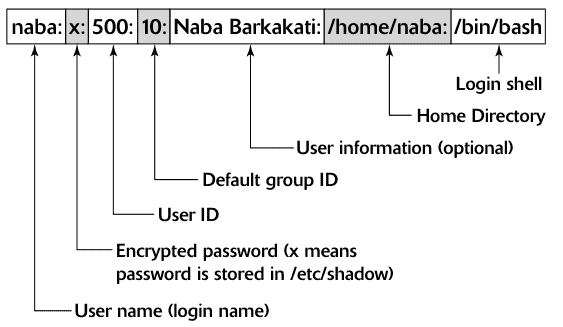 naba: x: 500: 10: Naba Barkakati: /home/naba: /bin/bash
Login shell
Home Directory
User information (optional)
Default group ID
User ID
Encrypted password (x means
password is stored in /etc/shadow)
User name (login name)